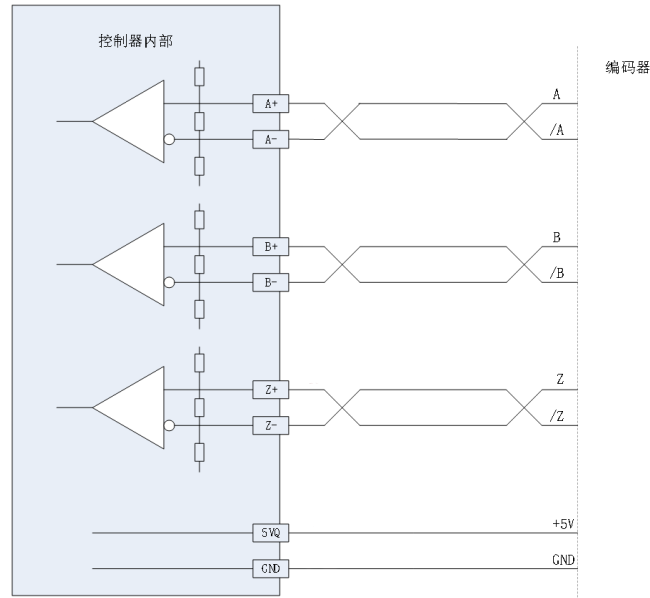 控制器内部
编码器
A+
A
A-
/A
B+
B
B-
/B
Z+
Z
Z-
/Z
5VQ
+5V
GND
GND